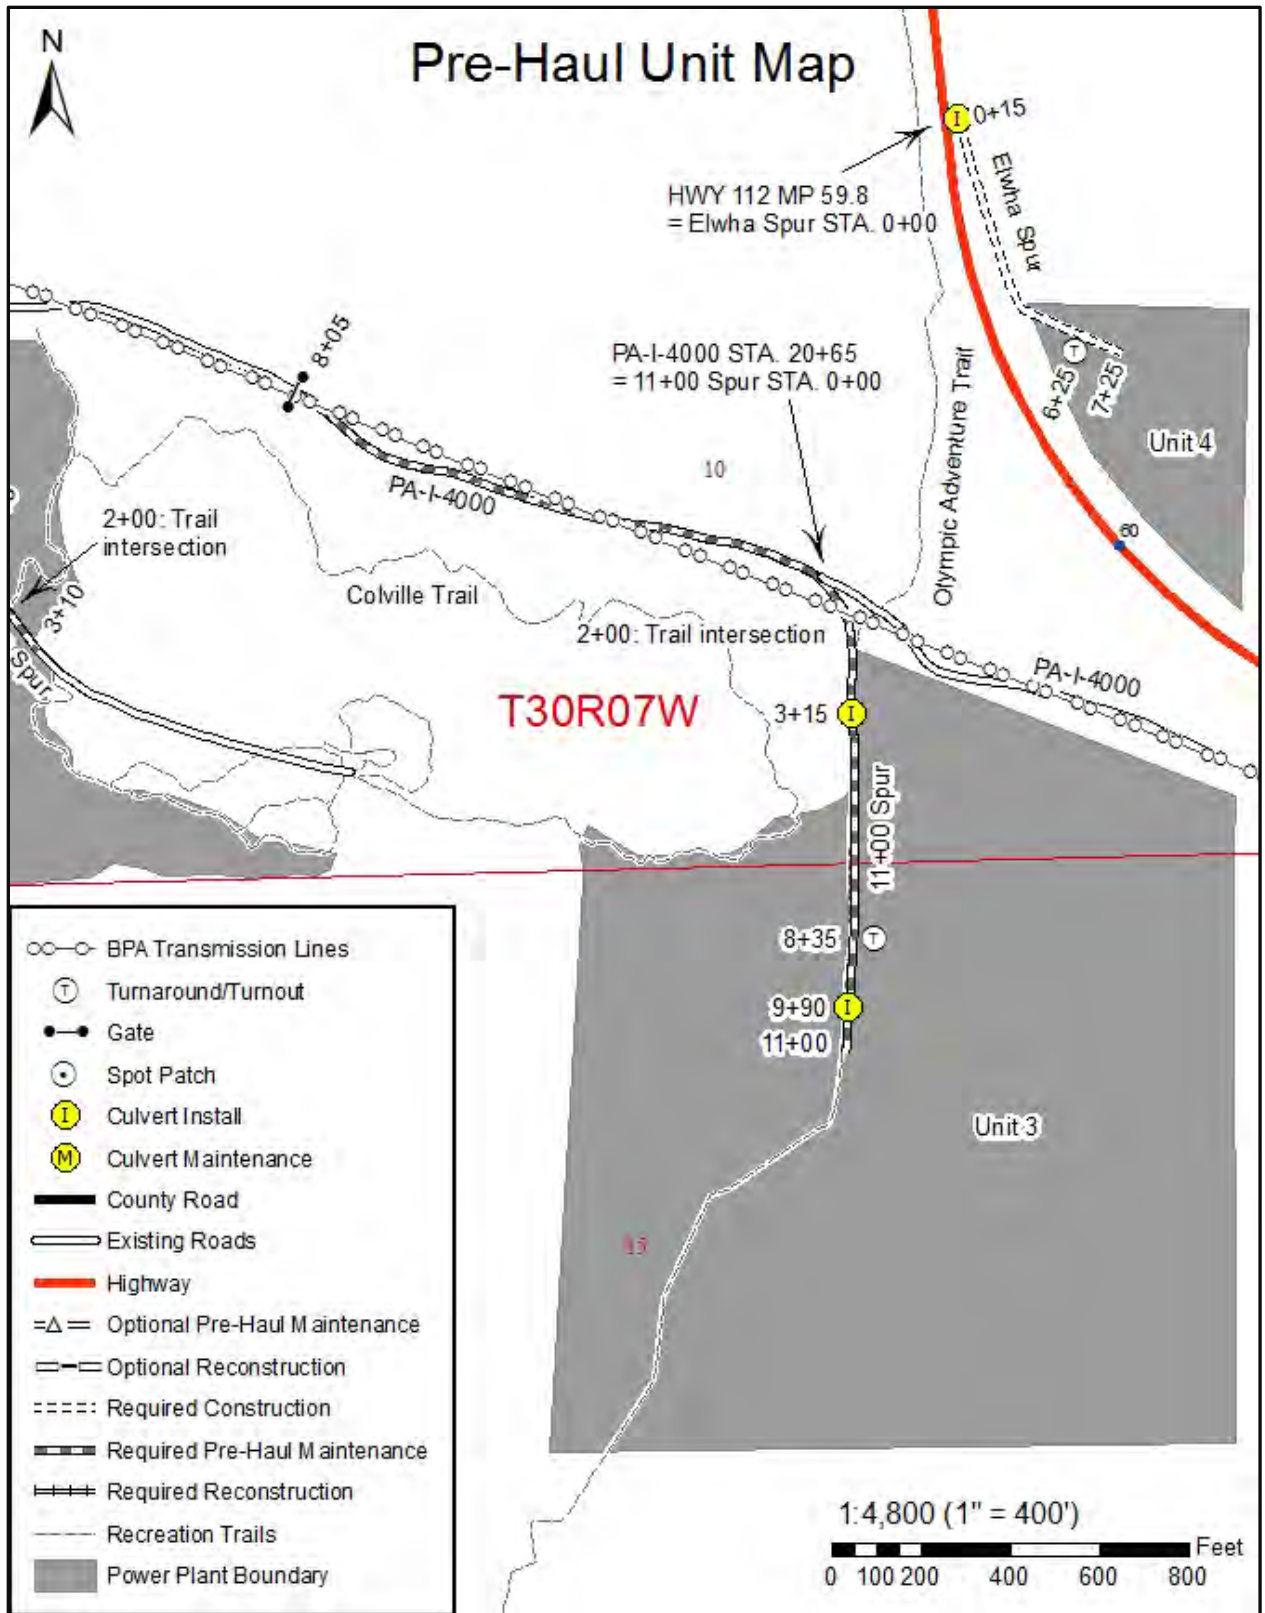 N
Pre-Haul Unit Map
0+15
Elwha Spur
HWY 112 MP 59.8
= Elwha Spur STA. 0+00
8+05
PA-I-4000 STA. 20+65
= 11+00 Spur STA. 0+00
Olympic Adventure Trail
6+25
7+25
Unit 4
10
PA-I-4000
60
2+00: Trail
intersection
3+10
Colville Trail
2+00: Trail intersection
Spur
PA-I-4000
T30R07W
3+15
11+00 Spur
8+35
T
9+90
11+00
Unit 3
15
BPA Transmission Lines
T Turnaround/Turnout
Gate
Spot Patch
I Culvert Install
M Culvert Maintenance
County Road
Existing Roads
Highway
Optional Pre-Haul Maintenance
Optional Reconstruction
Required Construction
Required Pre-Haul Maintenance
Required Reconstruction
Recreation Trails
Power Plant Boundary
1:4,800 (1" = 400')
Feet
0 100 200 400 600 800